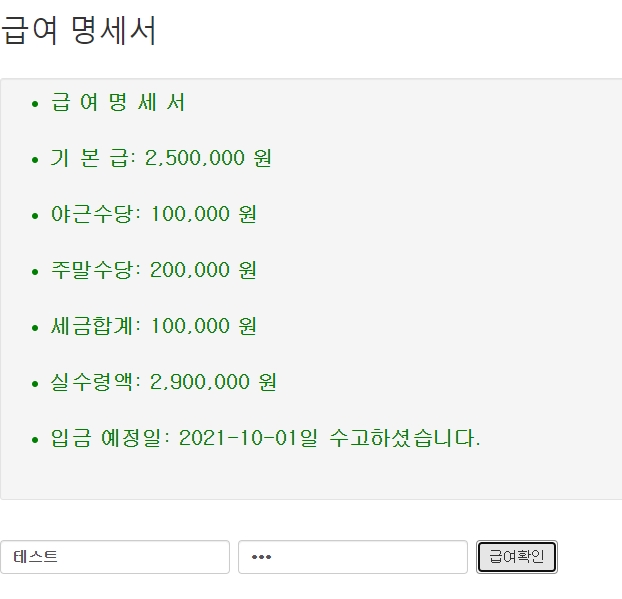 급여 명세서
급 여 명 세 서
기 본 급: 2,500,000 원
야근수당: 100,000 원
주말수당: 200,000 원
세금합계: 100,000 원
실수령액: 2,900,000 원
입금 예정일: 2021-10-01일 수고하셨습니다.
테스트 ••• 급여확인